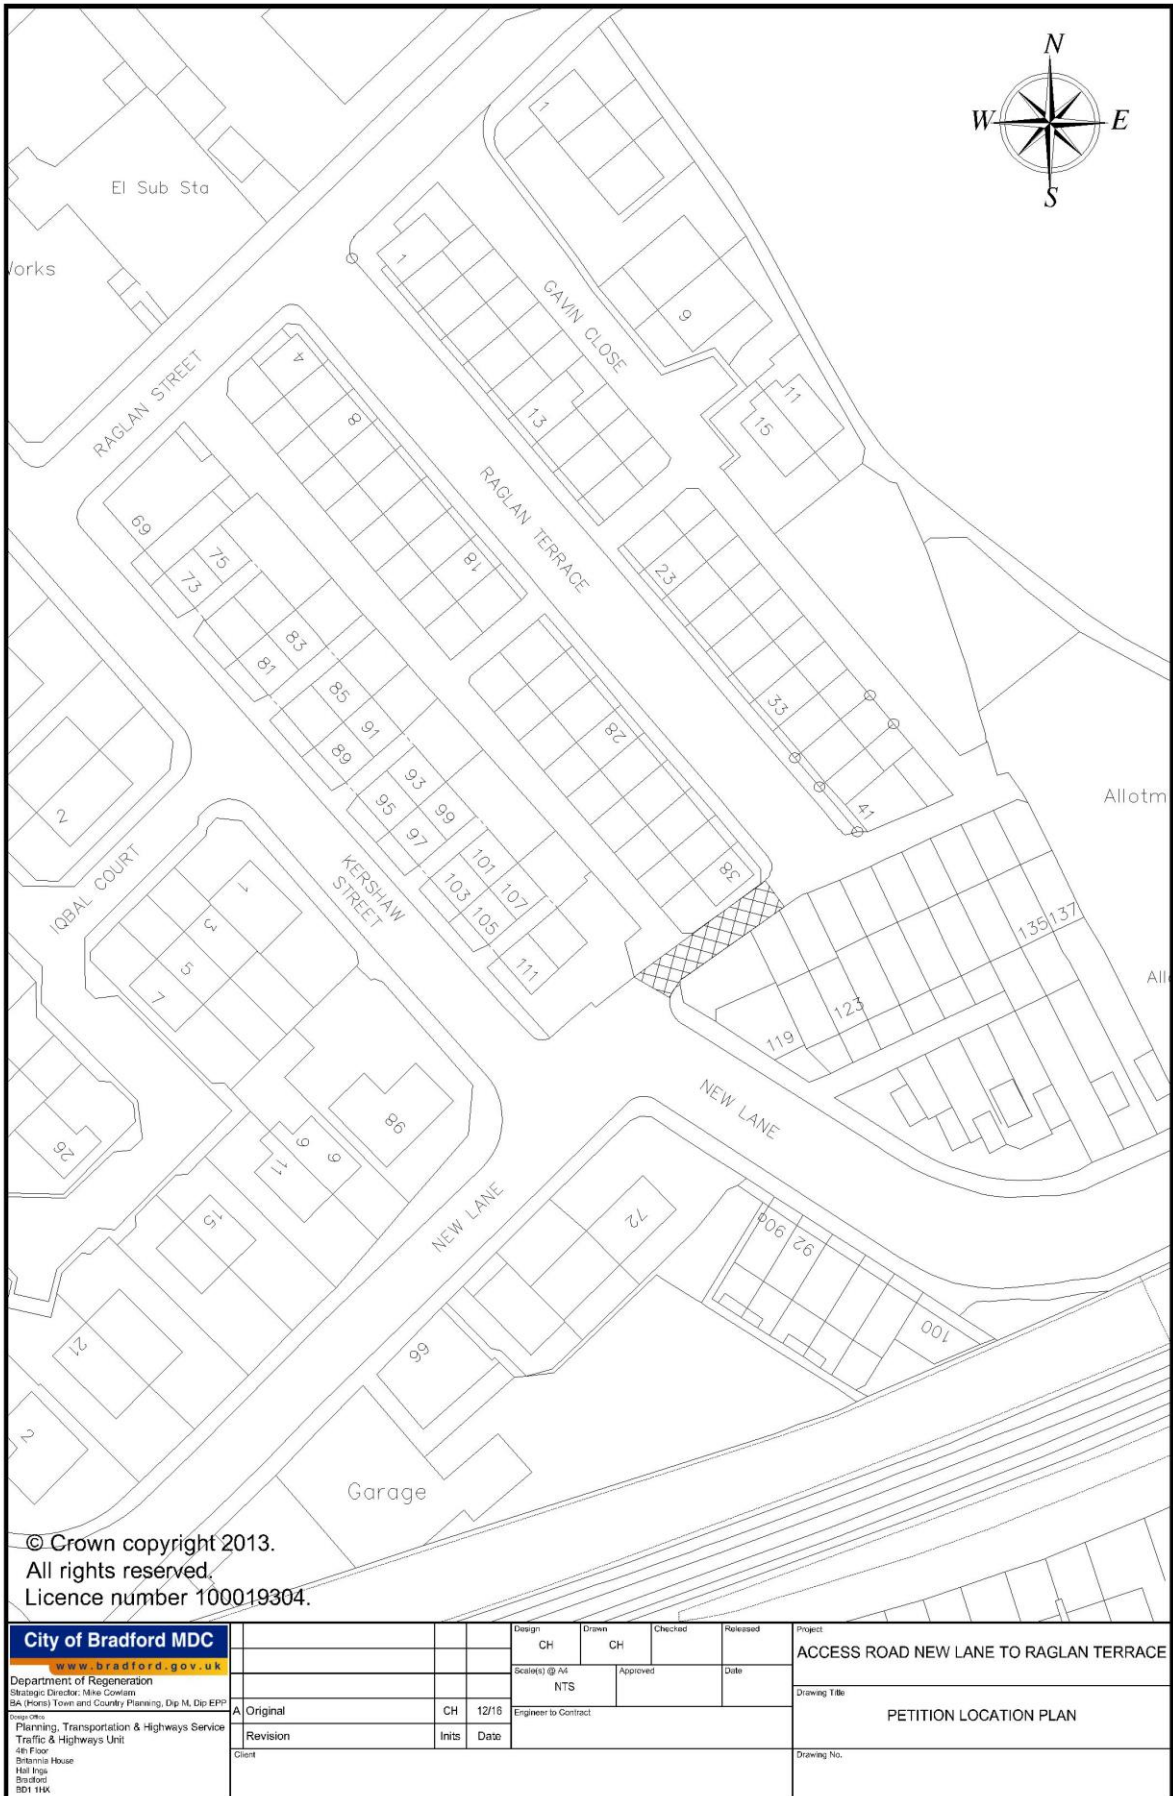 N
W
E
S
El Sub Sta
orks
1
1
GAVIN CLOSE
9
11
15
13
RAGLAN STREET
4
8
18
RAGLAN TERRACE
23
33
41
28
38
69
73
75
81
83
85
89
91
93
95
97
99
101
103
105
107
111
KERSHAW
STREET
2
IQBAL COURT
1
3
5
7
98
9
11
15
21
26
2
Allotm
All
119
123
135
137
NEW LANE
NEW LANE
72
66
92
100
Garage
© Crown copyright 2013.
All rights reserved.
Licence number 100019304.
City of Bradford MDC
www.bradford.gov.uk
Department of Regeneration
Strategic Director: Mike Cowlam
BA (Hons) Town and Country Planning, Dip M, Dip EPP
Design Office
Planning, Transportation & Highways Service
Traffic & Highways Unit
4th Floor
Britannia House
Hall Ings
Bradford
BD1 1HX
A Original CH 12/16
Revision Inits Date
Client
Design Drawn Checked Released
CH CH
Scale(s) @ A4 Approved Date
NTS
Engineer to Contract
Project
ACCESS ROAD NEW LANE TO RAGLAN TERRACE
Drawing Title
PETITION LOCATION PLAN
Drawing No.